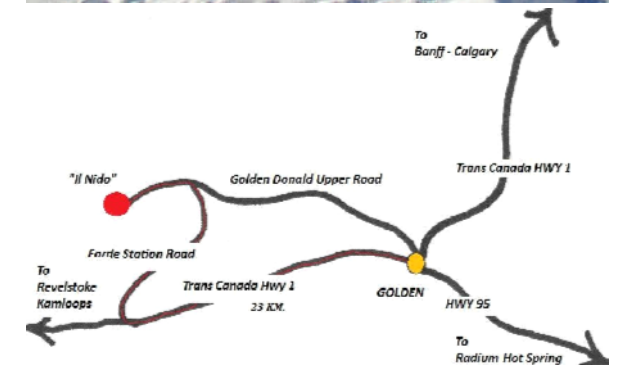 To
Banff - Calgary
Trans Canada HWY 1
"Il Nido"
Golden Donald Upper Road
Forde Station Road
To
Revelstoke
Kamloops
Trans Canada Hwy 1
23 KM.
GOLDEN
HWY 95
To
Radium Hot Spring